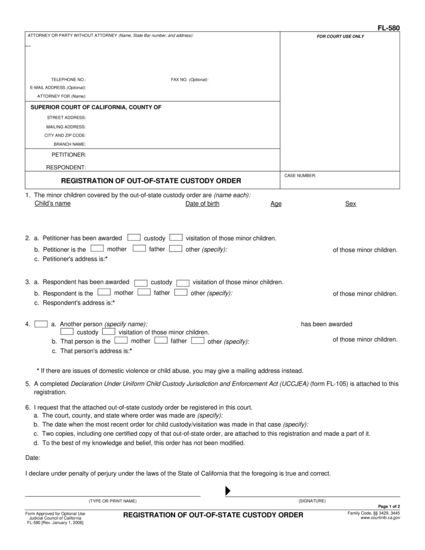 FL-580
ATTORNEY OR PARTY WITHOUT ATTORNEY (Name, State Bar number, and address):
FOR COURT USE ONLY
TELEPHONE NO.: FAX NO. (Optional):
E-MAIL ADDRESS (Optional):
ATTORNEY FOR (Name):
SUPERIOR COURT OF CALIFORNIA, COUNTY OF
STREET ADDRESS:
MAILING ADDRESS:
CITY AND ZIP CODE:
BRANCH NAME:
PETITIONER:
RESPONDENT:
REGISTRATION OF OUT-OF-STATE CUSTODY ORDER
CASE NUMBER:
1. The minor children covered by the out-of-state custody order are (name each):
Child's name Date of birth Age Sex
2. a. Petitioner has been awarded custody visitation of those minor children.
b. Petitioner is the mother father other (specify): of those minor children.
c. Petitioner's address is:*
3. a. Respondent has been awarded custody visitation of those minor children.
b. Respondent is the mother father other (specify): of those minor children.
c. Respondent's address is:*
4. a. Another person (specify name): has been awarded
custody visitation of those minor children.
b. That person is the mother father other (specify): of those minor children.
c. That person's address is:*
* If there are issues of domestic violence or child abuse, you may give a mailing address instead.
5. A completed Declaration Under Uniform Child Custody Jurisdiction and Enforcement Act (UCCJEA) (form FL-105) is attached to this
registration.
6. I request that the attached out-of-state custody order be registered in this court.
a. The court, county, and state where order was made are (specify):
b. The date when the most recent order for child custody/visitation was made in that case (specify):
c. Two copies, including one certified copy of that out-of-state order, are attached to this registration and made a part of it.
d. To the best of my knowledge and belief, this order has not been modified.
Date:
I declare under penalty of perjury under the laws of the State of California that the foregoing is true and correct.
(TYPE OR PRINT NAME) (SIGNATURE)
Page 1 of 2
Form Approved for Optional Use
Judicial Council of California
FL-580 [Rev. January 1, 2008]
REGISTRATION OF OUT-OF-STATE CUSTODY ORDER
Family Code, §§ 3429, 3445
www.courtinfo.ca.gov